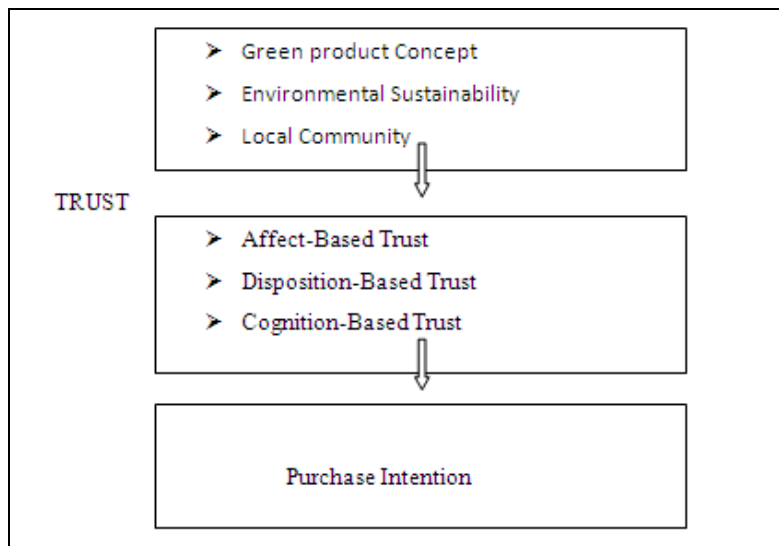 ➢ Green product Concept
➢ Environmental Sustainability
➢ Local Community
TRUST
➢ Affect-Based Trust
➢ Disposition-Based Trust
➢ Cognition-Based Trust
Purchase Intention